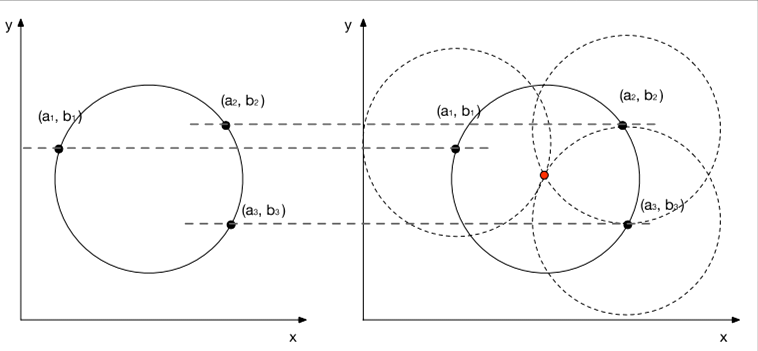 y
(a₁, b₁)
(a₂, b₂)
(a₃, b₃)
x
y
(a₁, b₁)
(a₂, b₂)
(a₃, b₃)
x